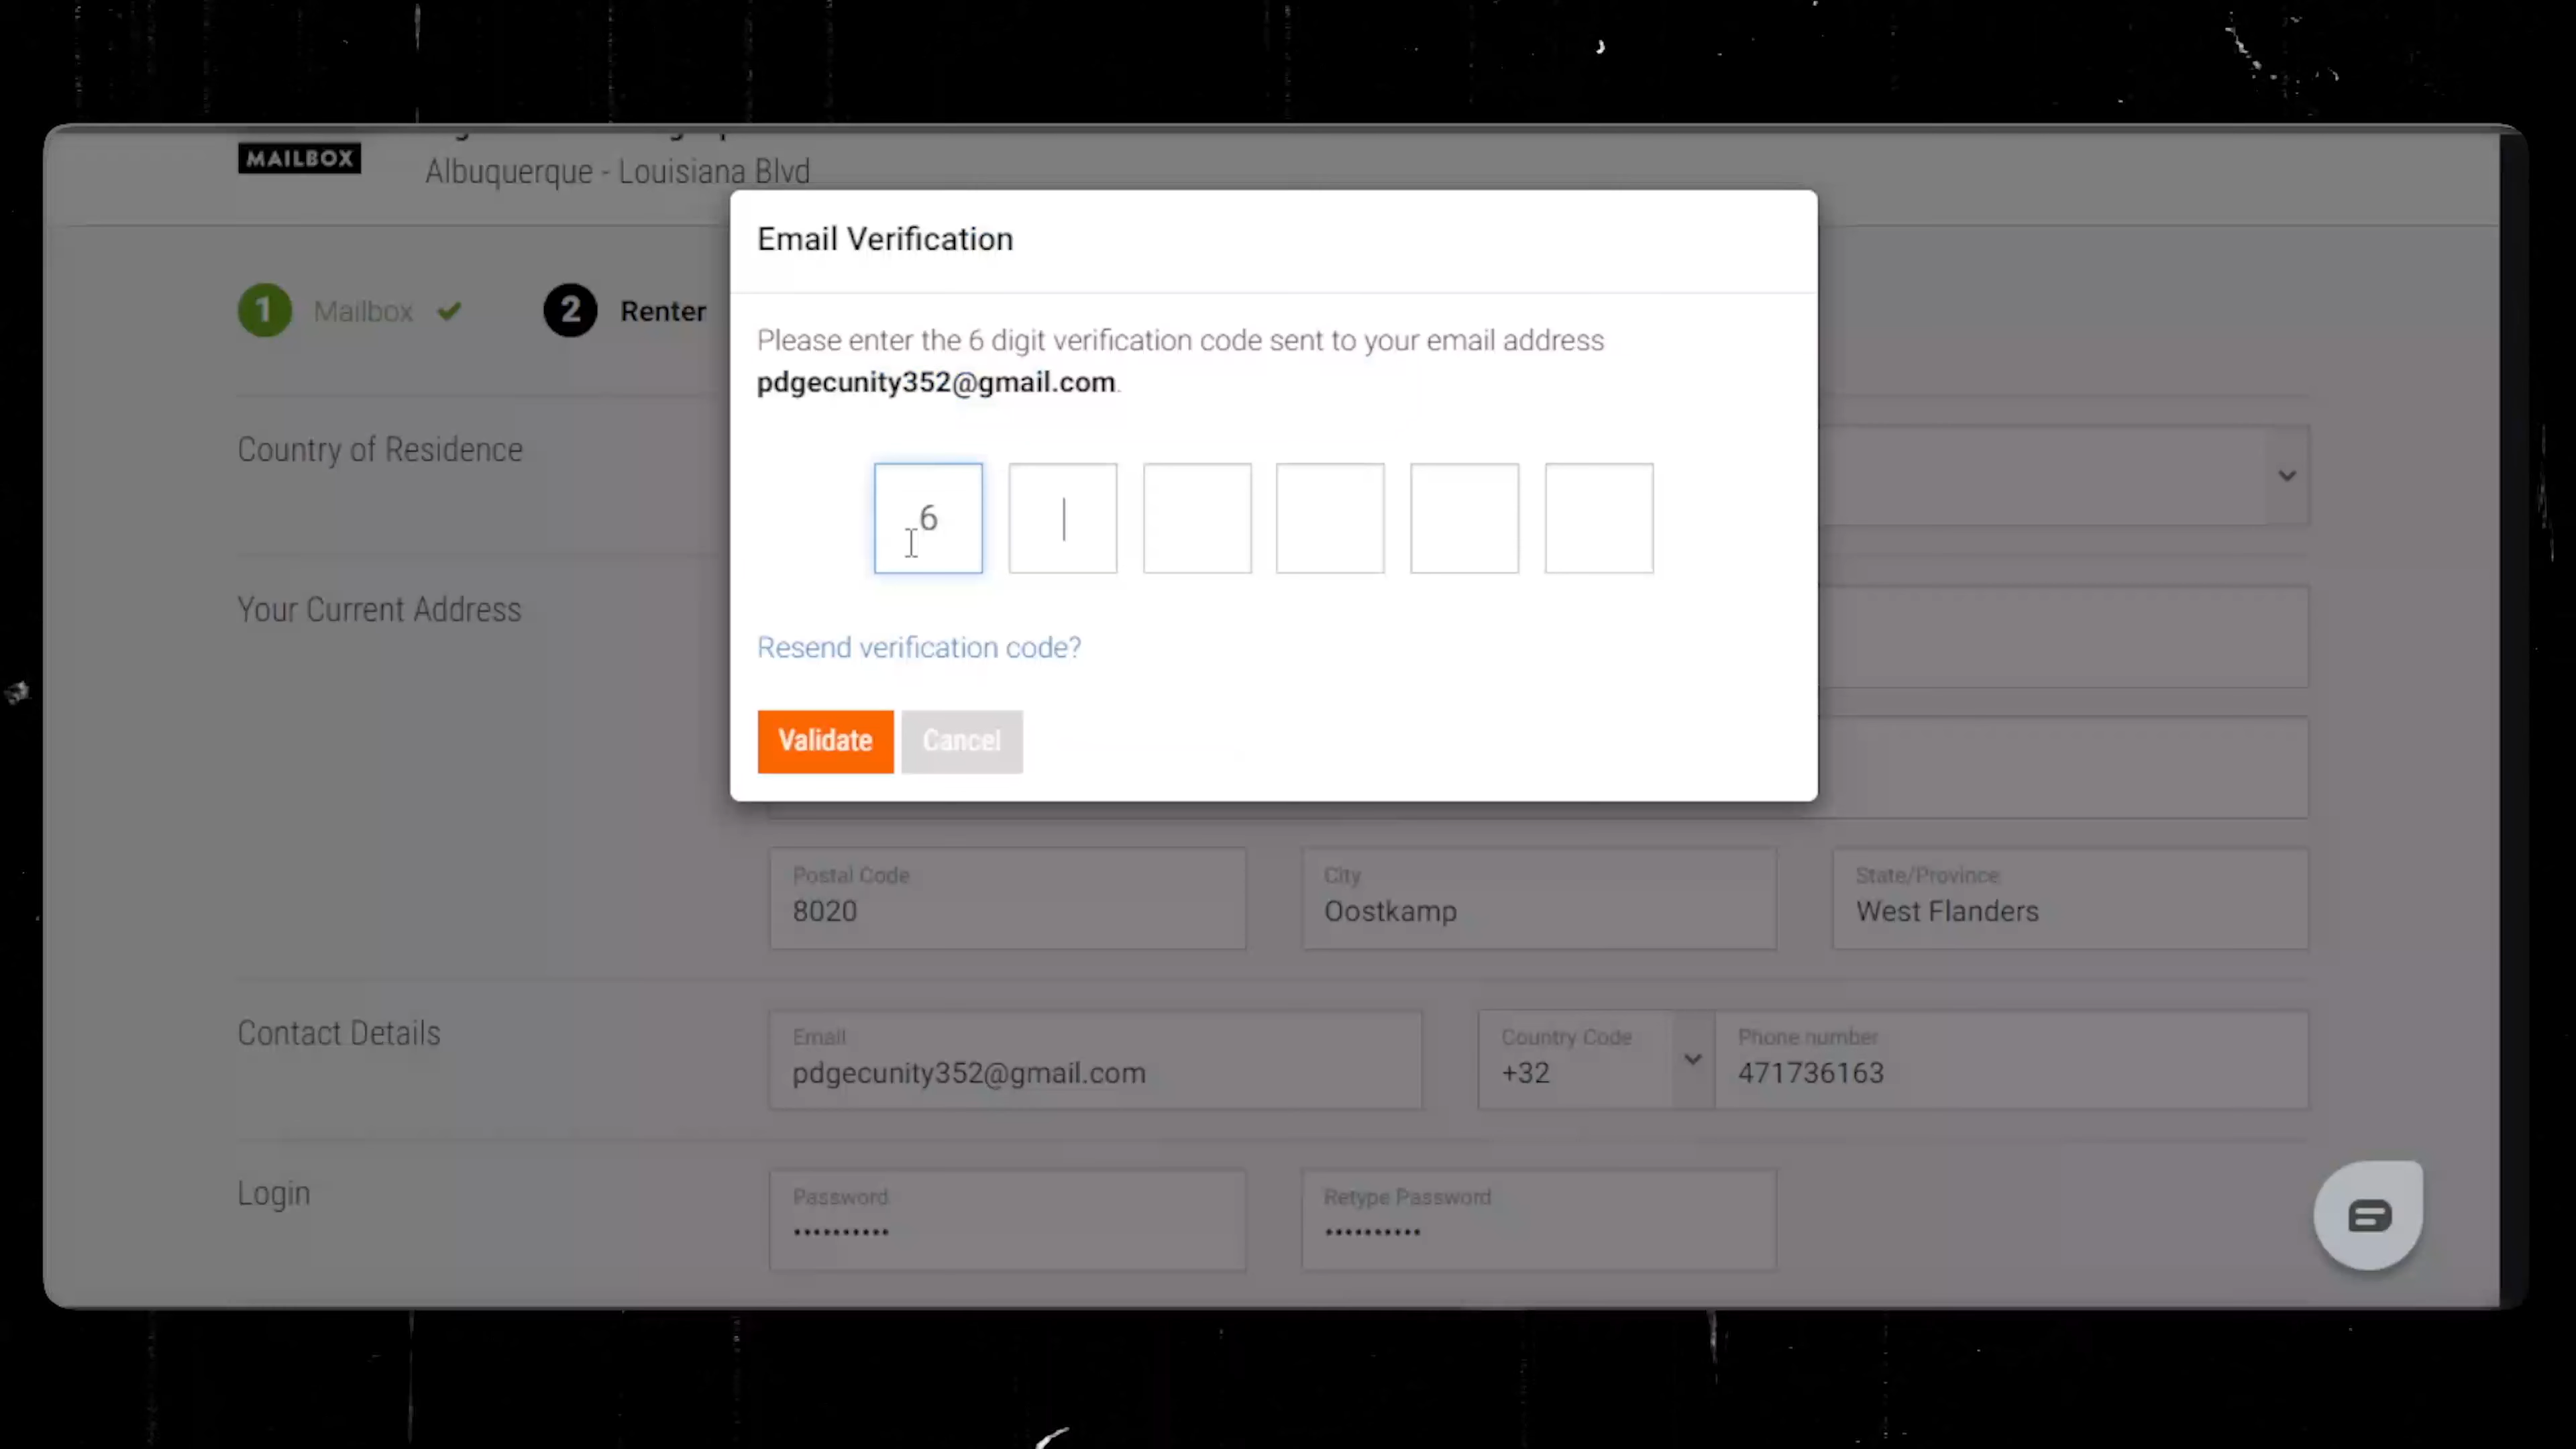 MAILBOX
Albuquerque - Louisiana Blvd
Email Verification
1 Mailbox
2 Renter
Please enter the 6 digit verification code sent to your email address
pdgecunity352@gmail.com.
Country of Residence
6
Your Current Address
Resend verification code?
Validate Cancel
Postal Code City State/Province
8020 Oostkamp West Flanders
Contact Details
Email Country Code Phone number
pdgecunity352@gmail.com +32 471736163
Login
Password Retype Password
•••••••••• ••••••••••